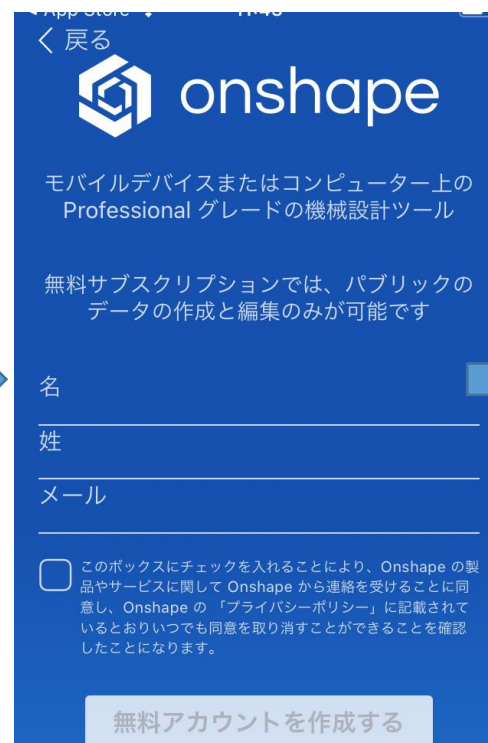 戻る
onshape
モバイルデバイスまたはコンピューター上の
Professional グレードの機械設計ツール
無料サブスクリプションでは、パブリックの
データの作成と編集のみが可能です
名
姓
メール
このボックスにチェックを入れることにより、Onshape の製
品やサービスに関して Onshape から連絡を受けることに同
意し、Onshape の 「プライバシーポリシー」に記載されて
いるとおりいつでも同意を取り消すことができることを確認
したことになります。
無料アカウントを作成する